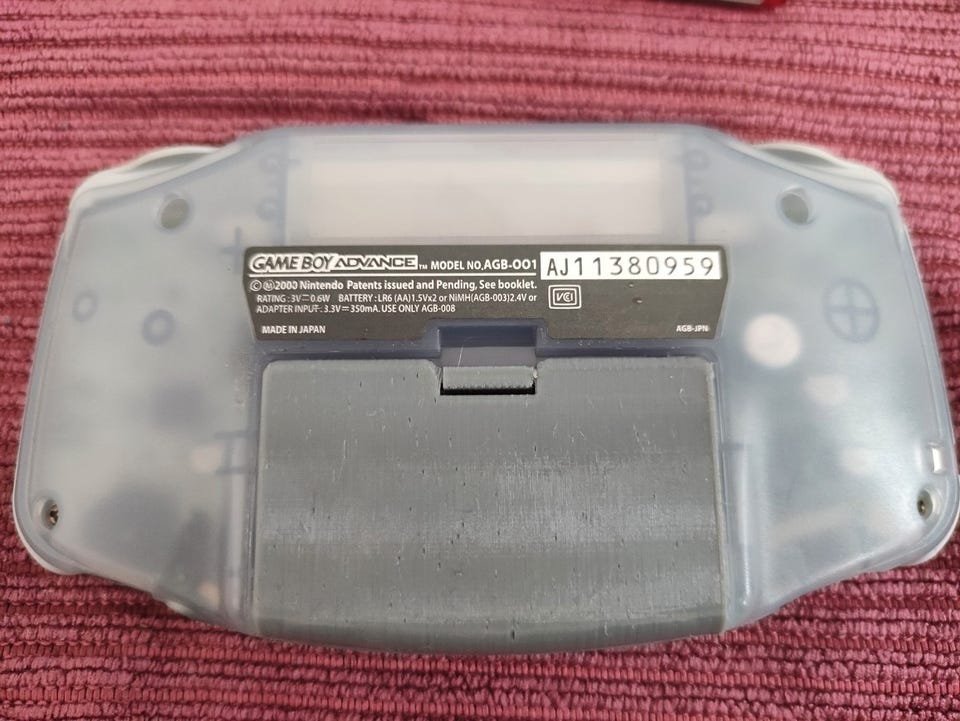 GAME BOY ADVANCE™ MODEL NO.AGB-001 AJ11380959
©Ⓜ2000 Nintendo Patents issued and Pending, See booklet.
RATING:3V⎓0.6W BATTERY:LR6 (AA)1.5Vx2 or NiMH(AGB-003)2.4V or
VCI
ADAPTER INPUT:3.3V⎓350mA. USE ONLY AGB-008
MADE IN JAPAN AGB-JPN